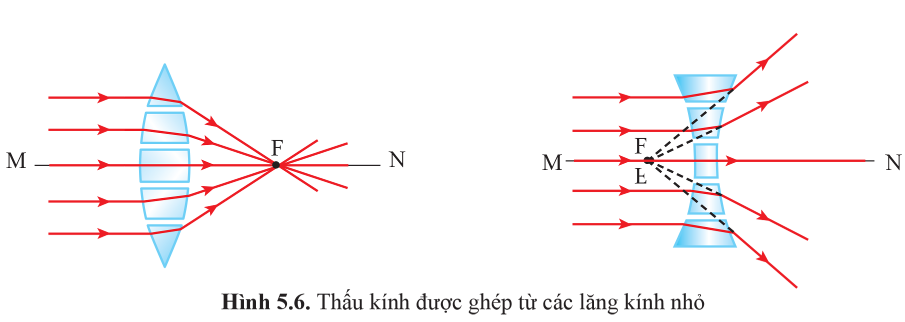 F
M
N
F
M
N
E
Hình 5.6. Thấu kính được ghép từ các lăng kính nhỏ